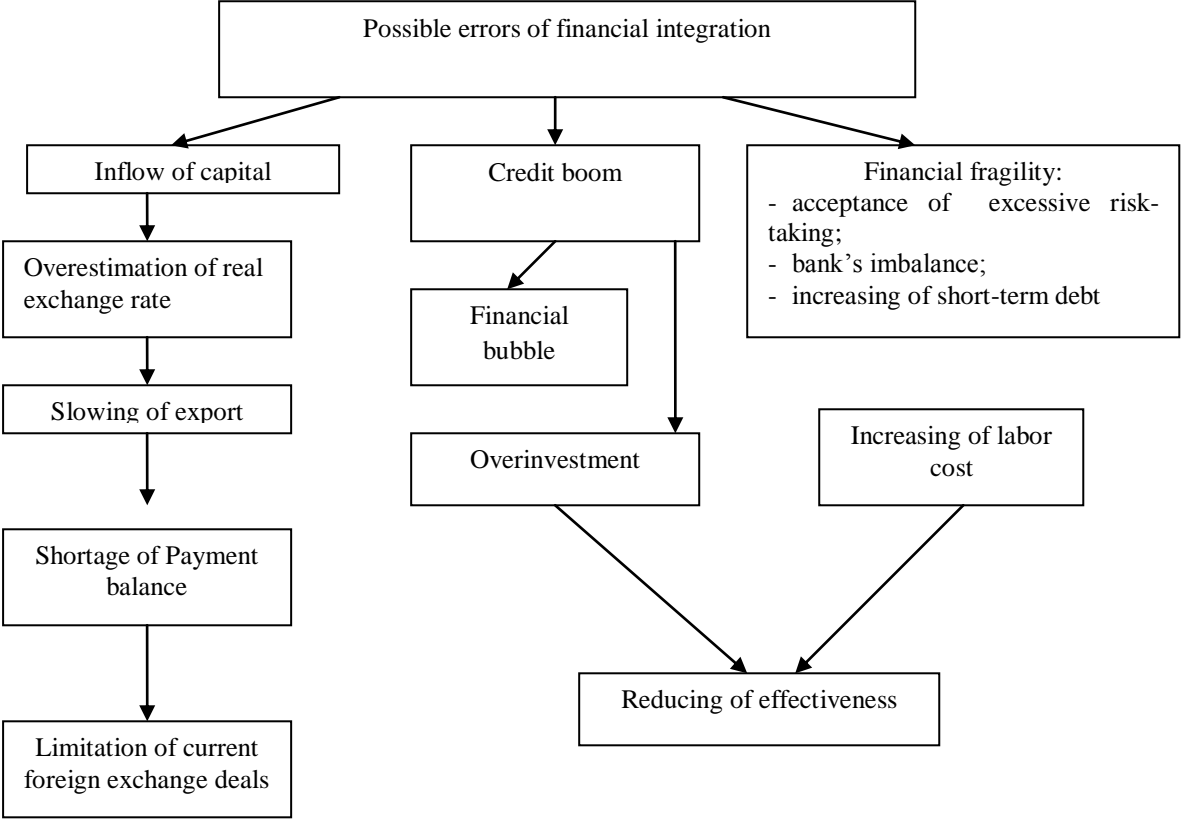 Possible errors of financial integration
Inflow of capital
Credit boom
Financial fragility:
- acceptance of excessive risk-
taking;
- bank's imbalance;
- increasing of short-term debt
Overestimation of real
exchange rate
Financial
bubble
Slowing of export
Overinvestment
Increasing of labor
cost
Shortage of Payment
balance
Reducing of effectiveness
Limitation of current
foreign exchange deals